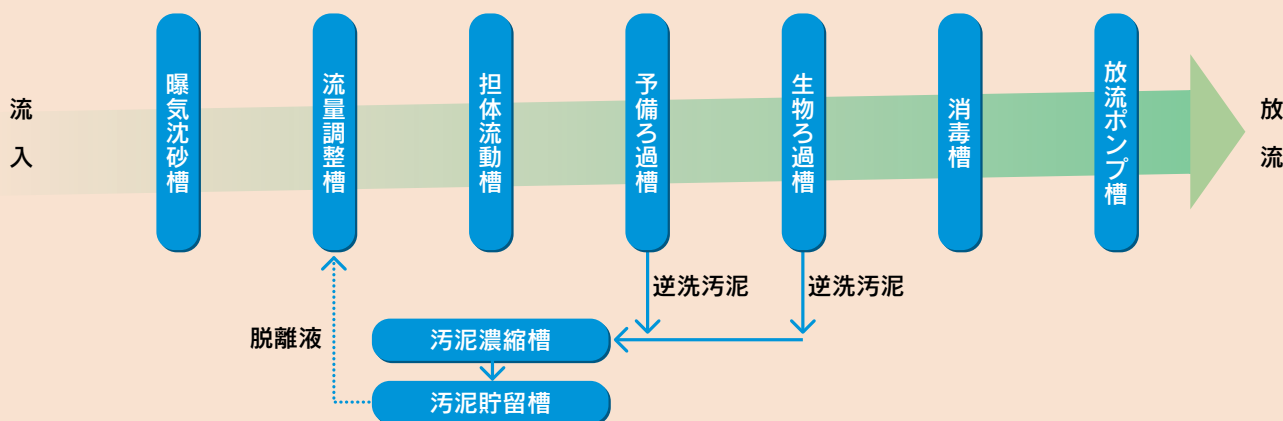 流入
曝気沈砂槽
流量調整槽
担体流動槽
予備ろ過槽
生物ろ過槽
消毒槽
放流ポンプ槽
放流
逆洗汚泥
逆洗汚泥
脱離液
汚泥濃縮槽
汚泥貯留槽